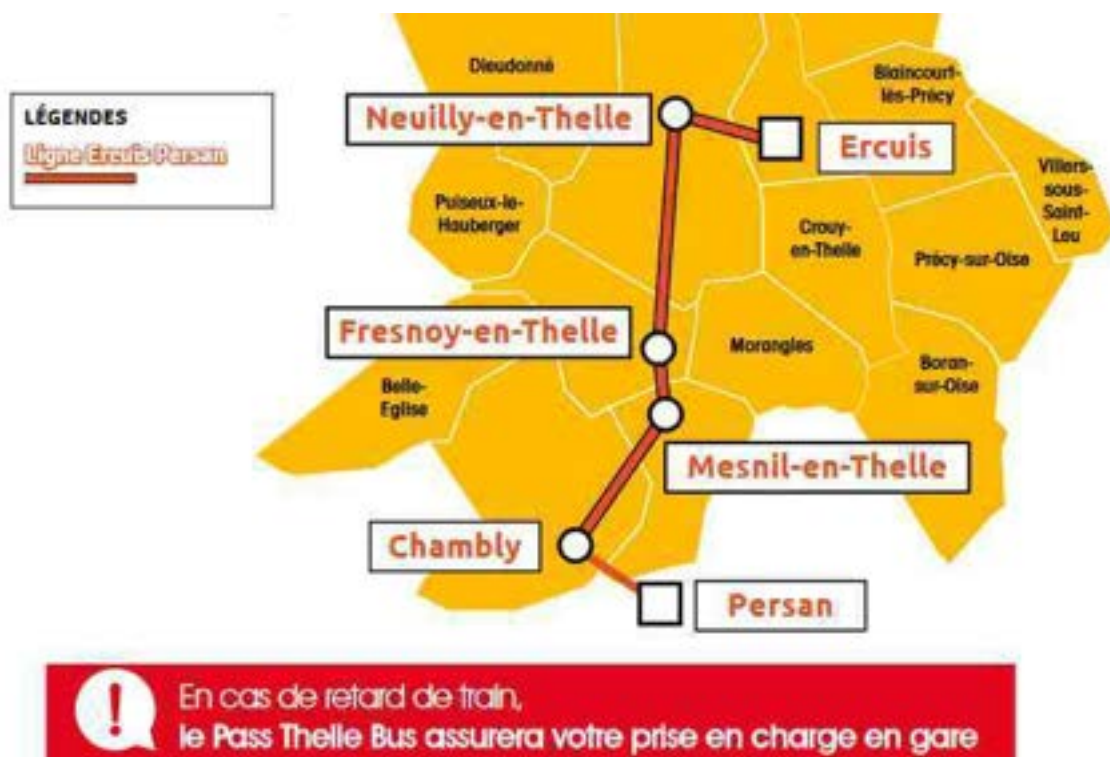 Dieudonné
Blaincourt-
lès-Précy
LÉGENDES
Ligne Ercuis Persan
Neuilly-en-Thelle
Ercuis
Villers-
sous-
Saint-
Leu
Puiseux-le-
Hauberger
Crouy-
en-Thelle
Précy-sur-Oise
Fresnoy-en-Thelle
Morangles
Boran-
sur-Oise
Belle-
Eglise
Mesnil-en-Thelle
Chambly
Persan
!
En cas de retard de train,
le Pass Thelle Bus assurera votre prise en charge en gare